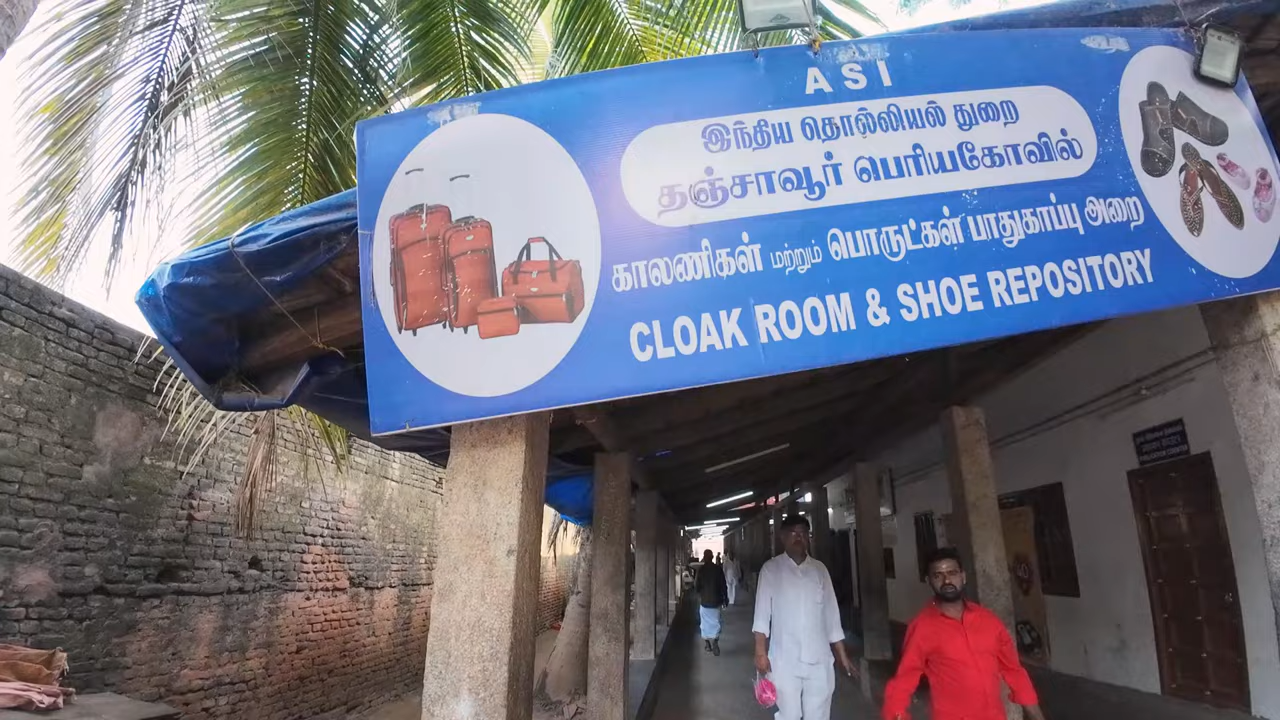 ASI
இந்திய தொல்லியல் துறை
தஞ்சாவூர் பெரியகோவில்
காலணிகள் மற்றும் பொருட்கள் பாதுகாப்பு அறை
CLOAK ROOM & SHOE REPOSITORY